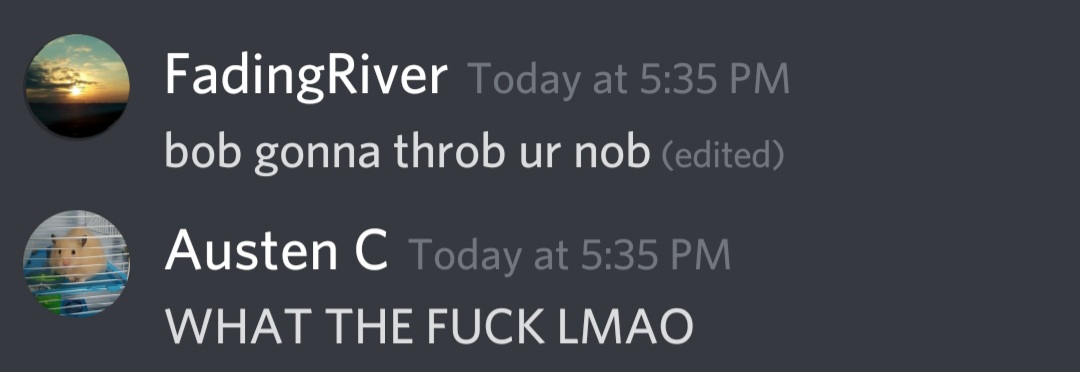 FadingRiver Today at 5:35 PM
bob gonna throb ur nob (edited)
Austen C Today at 5:35 PM
WHAT THE FUCK LMAO